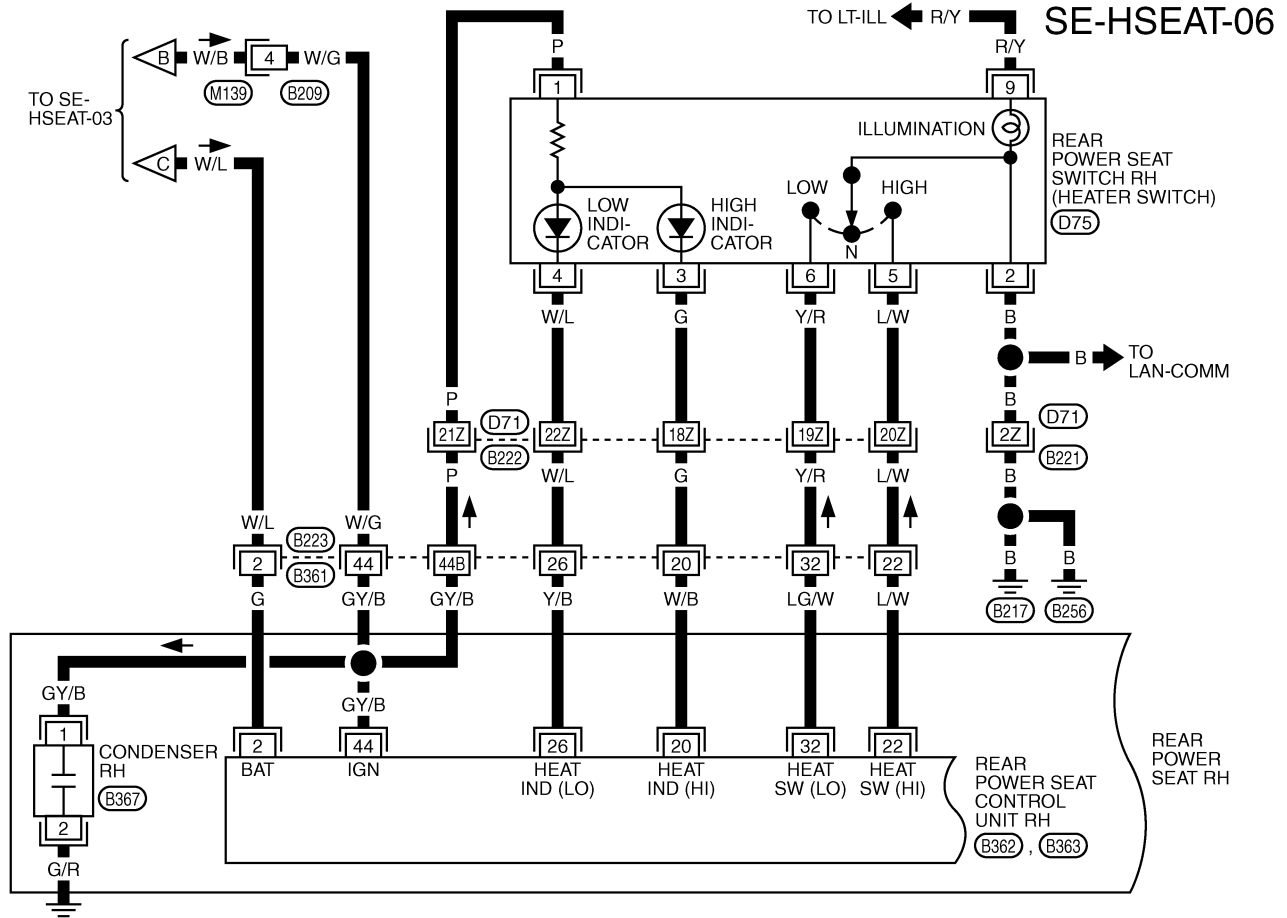 SE-HSEAT-06
TO LT-ILL
R/Y
B
W/B
4
W/G
P
R/Y
M139
B209
1
9
TO SE-
HSEAT-03
C
W/L
ILLUMINATION
REAR
POWER SEAT
SWITCH RH
(HEATER SWITCH)
D75
LOW
HIGH
LOW
INDI-
CATOR
HIGH
INDI-
CATOR
N
4
3
6
5
2
W/L
G
Y/R
L/W
B
B
TO
LAN-COMM
P
B
21Z
D71
B222
22Z
18Z
19Z
20Z
2Z
D71
B221
P
W/L
G
Y/R
L/W
B
W/L
W/G
B223
B361
2
44
44B
26
20
32
22
B
B
G
GY/B
GY/B
Y/B
W/B
LG/W
L/W
B217
B256
GY/B
GY/B
1
CONDENSER
RH
B367
2
G/R
2
44
26
20
32
22
BAT
IGN
HEAT
IND (LO)
HEAT
IND (HI)
HEAT
SW (LO)
HEAT
SW (HI)
REAR
POWER SEAT
CONTROL
UNIT RH
B362 , B363
REAR
POWER
SEAT RH